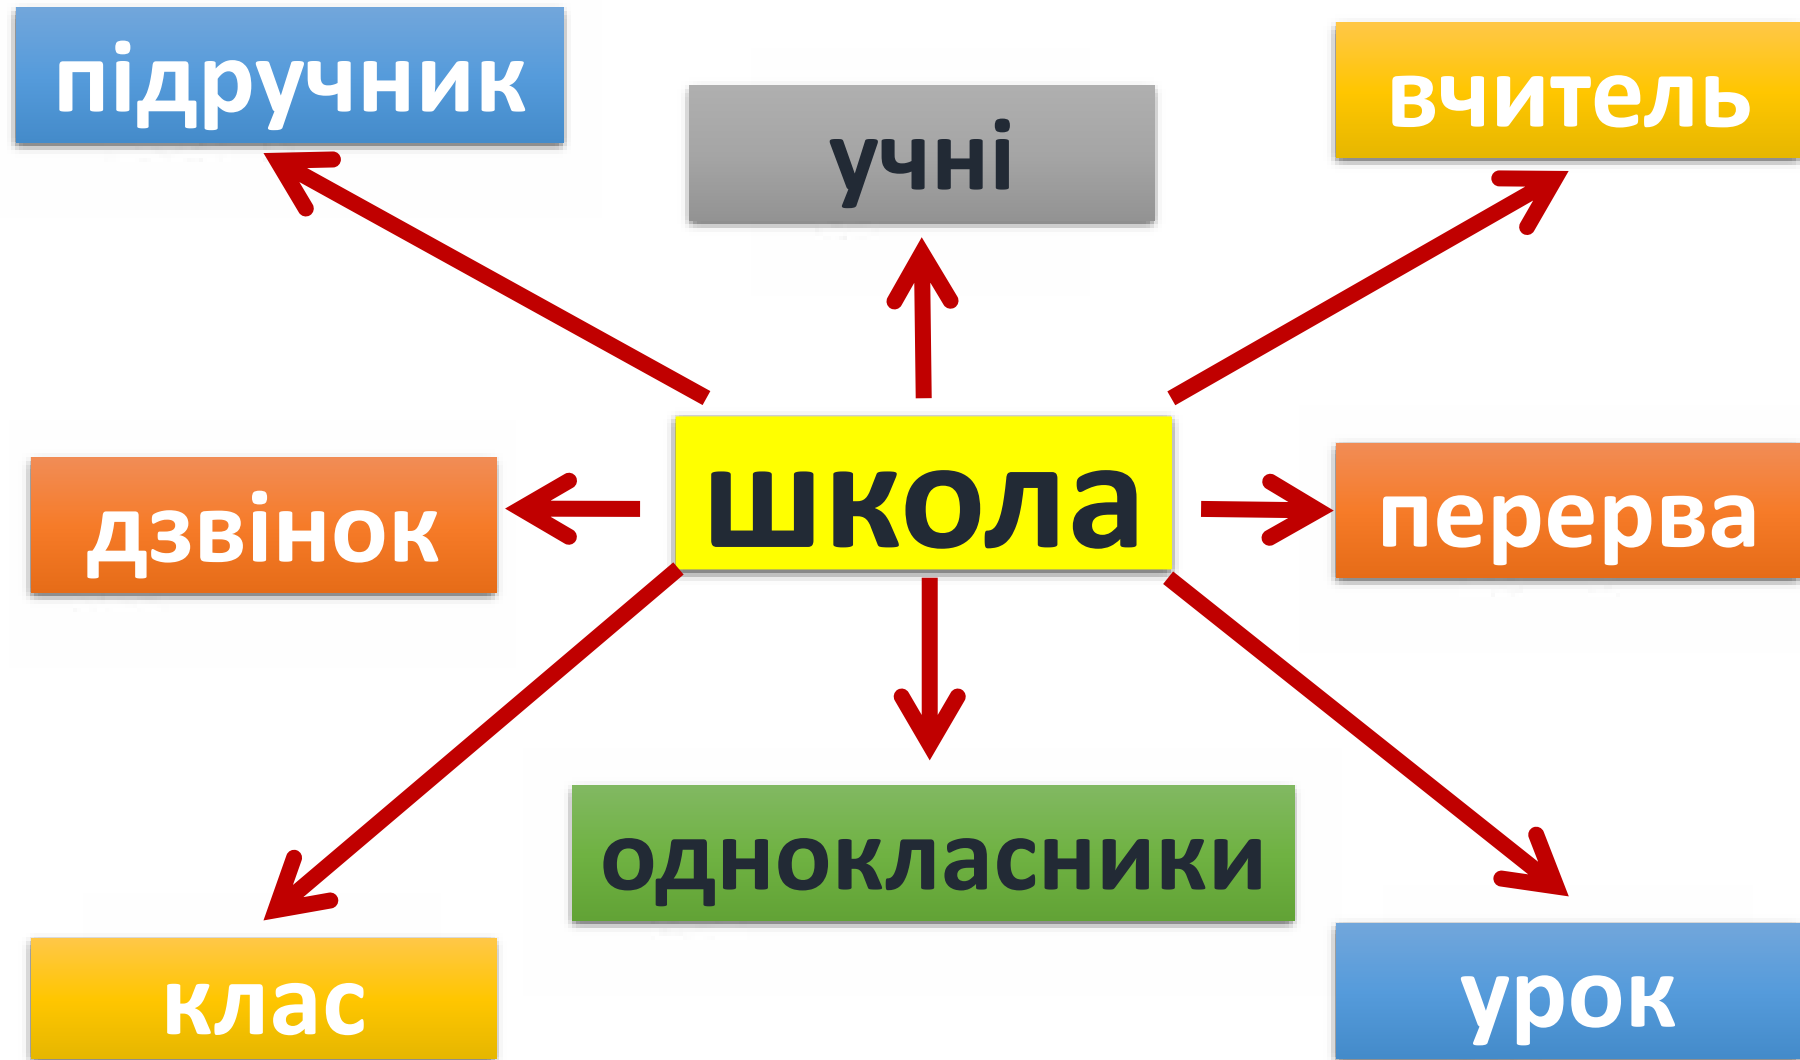 підручник
учні
вчитель
дзвінок
школа
перерва
однокласники
клас
урок